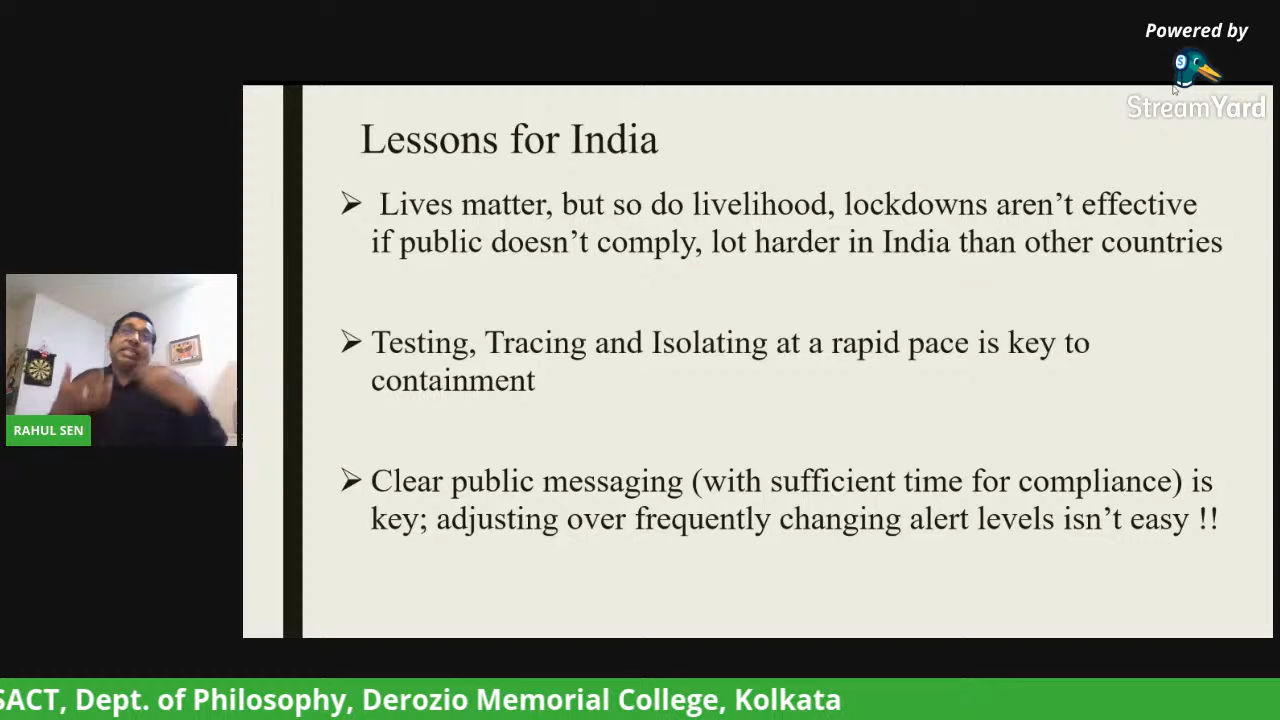 Powered by
StreamYard
Lessons for India
➢ Lives matter, but so do livelihood, lockdowns aren’t effective
if public doesn’t comply, lot harder in India than other countries
➢ Testing, Tracing and Isolating at a rapid pace is key to
containment
➢ Clear public messaging (with sufficient time for compliance) is
key; adjusting over frequently changing alert levels isn’t easy !!
RAHUL SEN
SACT, Dept. of Philosophy, Derozio Memorial College, Kolkata